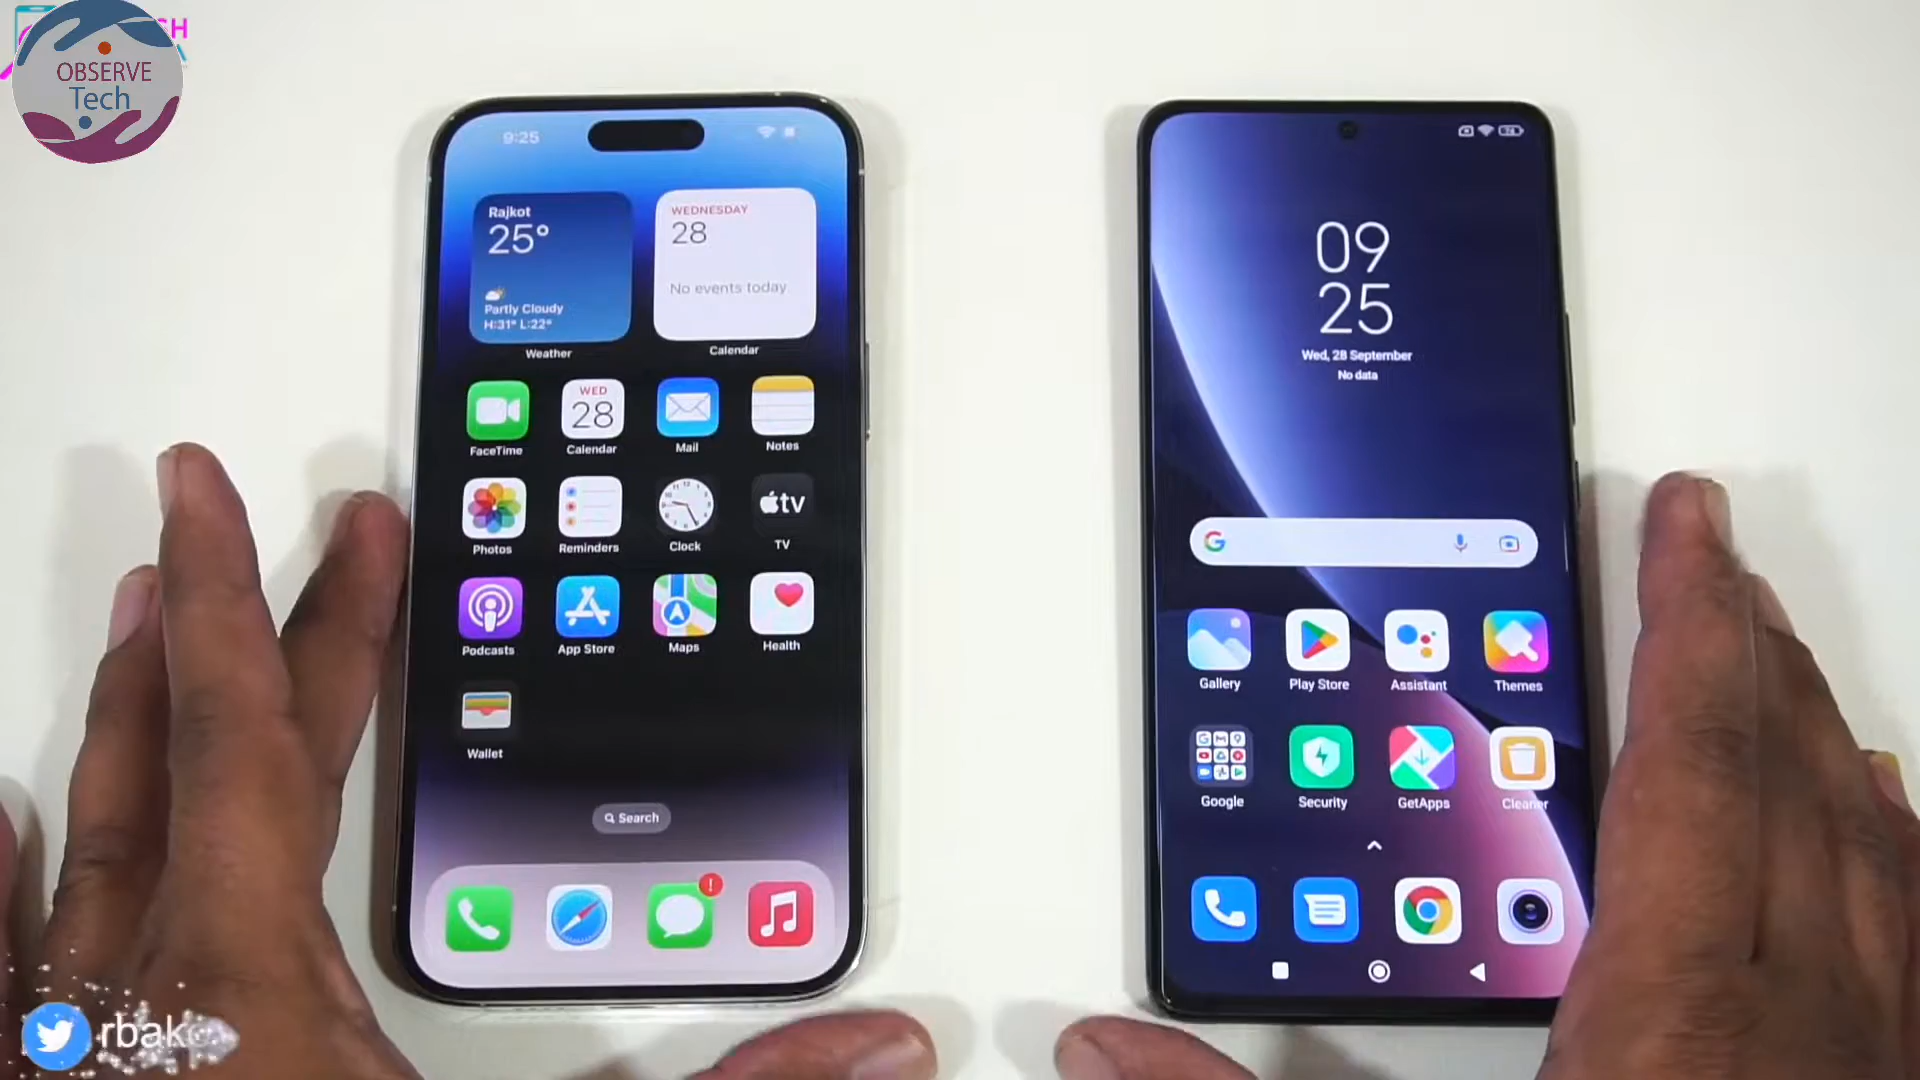 OBSERVE
Tech
9:25
Rajkot
25°
Partly Cloudy
H:31° L:22°
Weather
WEDNESDAY
28
No events today
Calendar
FaceTime
WED
28
Calendar
Mail
Notes
Photos
Reminders
Clock
tv
TV
Podcasts
App Store
Maps
Health
Wallet
Search
!
09
25
Wed, 28 September
No data
Gallery
Play Store
Assistant
Themes
Google
Security
GetApps
Cleaner
rbak